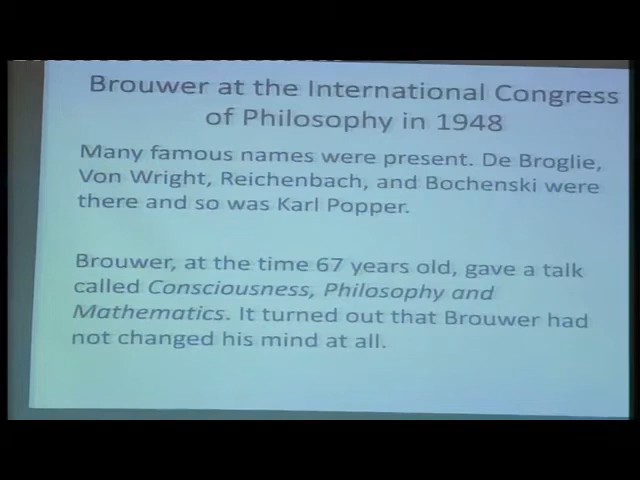 Brouwer at the International Congress
of Philosophy in 1948
Many famous names were present. De Broglie,
Von Wright, Reichenbach, and Bochenski were
there and so was Karl Popper.
Brouwer, at the time 67 years old, gave a talk
called Consciousness, Philosophy and
Mathematics. It turned out that Brouwer had
not changed his mind at all.